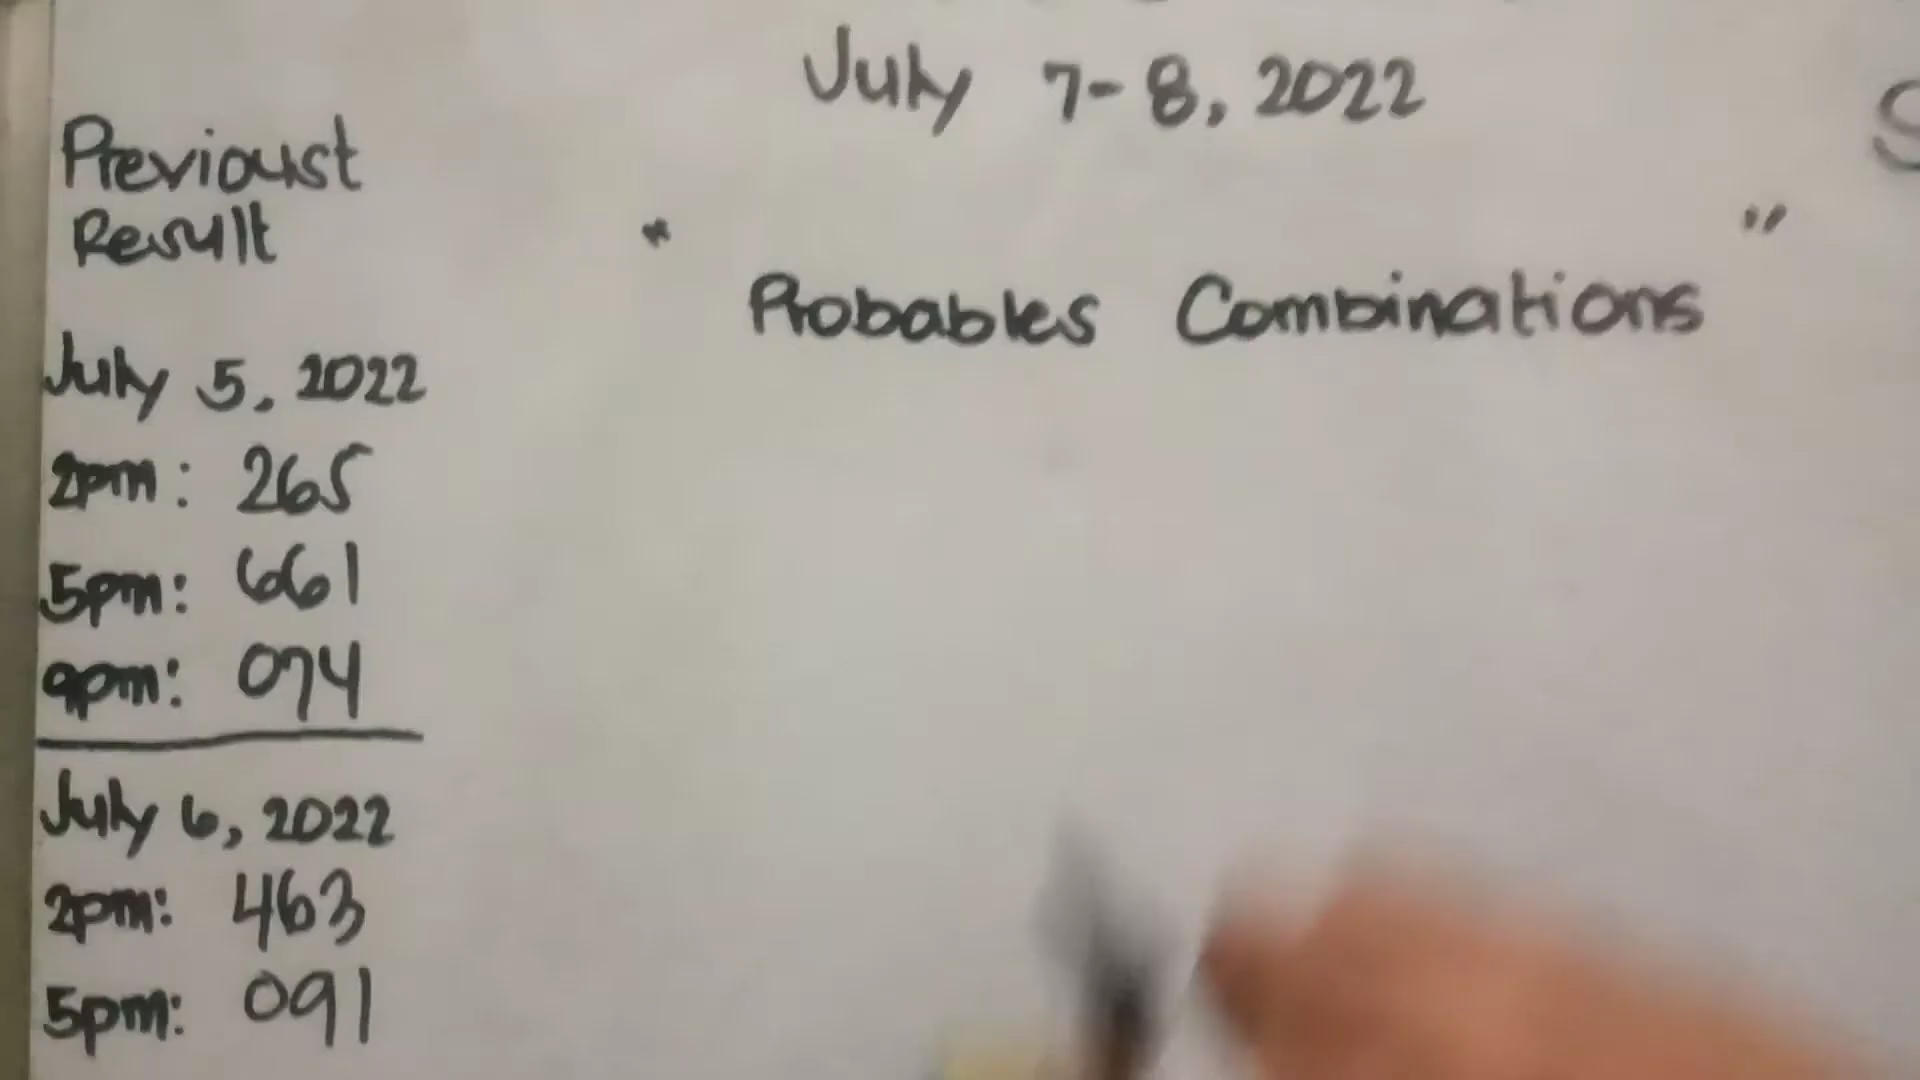 July 7-8, 2022
Previoust
Result
" "
Probables Combinations
July 5, 2022
2pm: 265
5pm: 661
9pm: 074
July 6, 2022
2pm: 463
5pm: 091